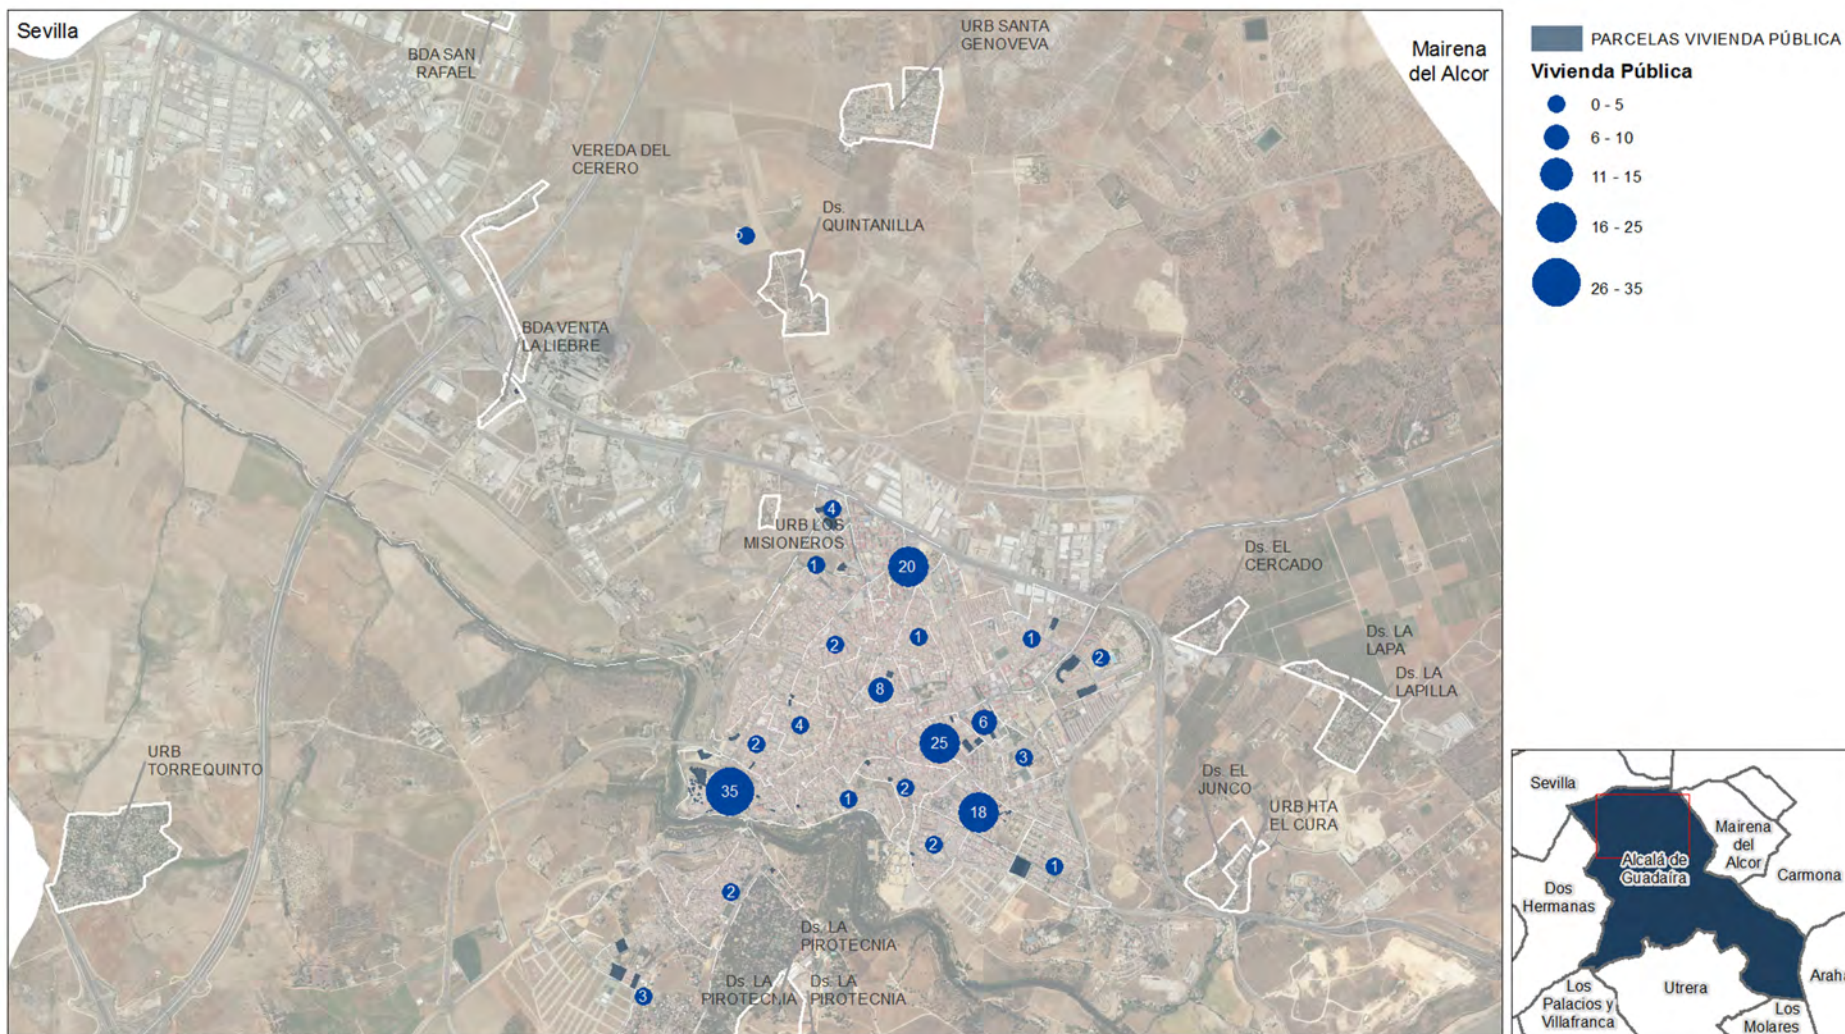 Sevilla
BDA SAN
RAFAEL
URB SANTA
GENOVEVA
Mairena
del Alcor
VEREDA DEL
CERERO
Ds.
QUINTANILLA
5
BDA VENTA
LA LIEBRE
4
URB LOS
MISIONEROS
1
20
Ds. EL
CERCADO
2
1
1
2
Ds. LA
LAPA
Ds. LA
LAPILLA
8
4
6
2
25
3
URB
TORREQUINTO
35
1
2
18
Ds. EL
JUNCO
URB HTA
EL CURA
2
1
2
Ds. LA
PIROTECNIA
Ds. LA
PIROTECNIA
Ds. LA
PIROTECNIA
3
PARCELAS VIVIENDA PÚBLICA
Vivienda Pública
0 - 5
6 - 10
11 - 15
16 - 25
26 - 35
Sevilla
Mairena
del
Alcor
Alcalá de
Guadaíra
Carmona
Dos
Hermanas
Araha
Utrera
Los
Palacios y
Villafranca
Los
Molares